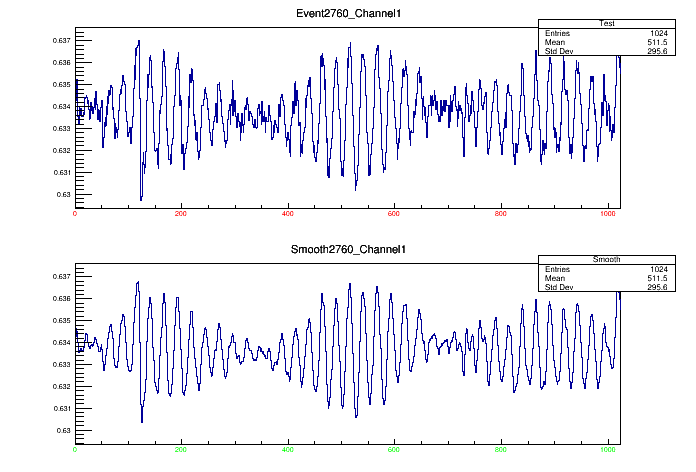 Event2760_Channel1
Test
Entries 1024
Mean 511.5
Std Dev 295.6
0.637
0.636
0.635
0.634
0.633
0.632
0.631
0.63
0 200 400 600 800 1000
Smooth2760_Channel1
Smooth
Entries 1024
Mean 511.5
Std Dev 295.6
0.637
0.636
0.635
0.634
0.633
0.632
0.631
0.63
0 200 400 600 800 1000